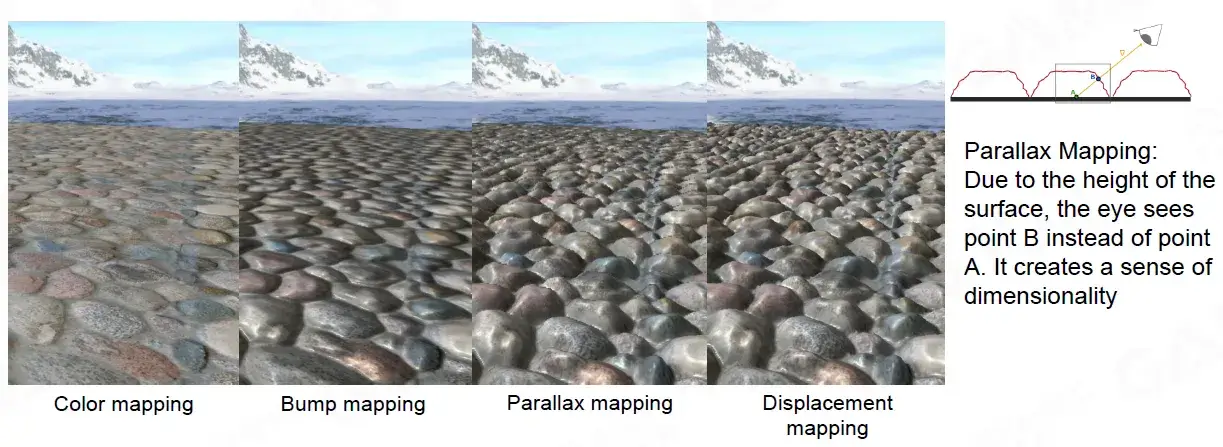 Color mapping
Bump mapping
Parallax mapping
Displacement
mapping
B
A
Parallax Mapping:
Due to the height of the
surface, the eye sees
point B instead of point
A. It creates a sense of
dimensionality